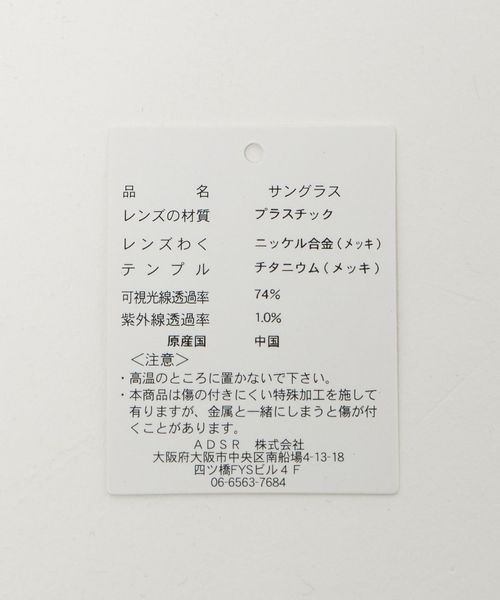 品　　　名　　サングラス
レンズの材質　　プラスチック
レンズわく　　ニッケル合金(メッキ)
テンプル　　チタニウム(メッキ)
可視光線透過率　　74%
紫外線透過率　　1.0%
原産国　　中国
＜注意＞
・高温のところに置かないで下さい。
・本商品は傷の付きにくい特殊加工を施して
有りますが、金属と一緒にしまうと傷が付
くことがあります。
ＡＤＳＲ　株式会社
大阪府大阪市中央区南船場4-13-18
四ツ橋FYSビル４Ｆ
06-6563-7684